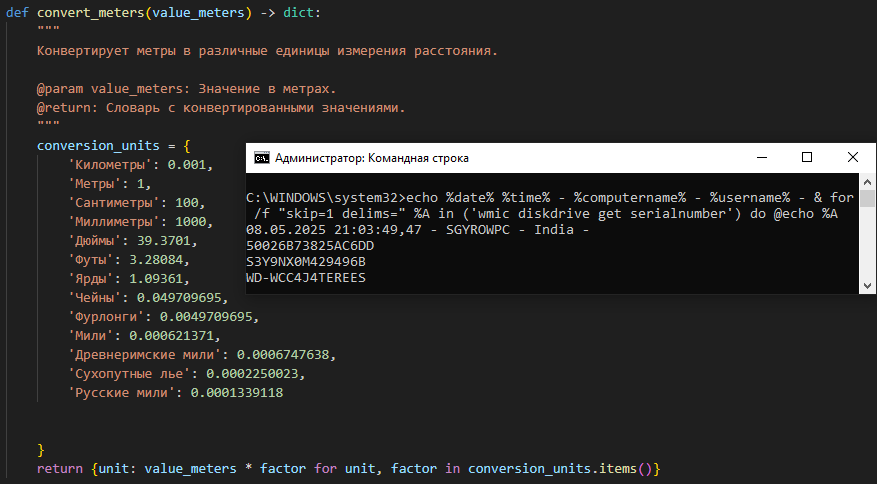 def convert_meters(value_meters) -> dict:
"""
Конвертирует метры в различные единицы измерения расстояния.
@param value_meters: Значение в метрах.
@return: Словарь с конвертированными значениями.
"""
conversion_units = {
'Километры': 0.001,
'Метры': 1,
'Сантиметры': 100,
'Миллиметры': 1000,
'Дюймы': 39.3701,
'Футы': 3.28084,
'Ярды': 1.09361,
'Чейны': 0.049709695,
'Фурлонги': 0.0049709695,
'Мили': 0.000621371,
'Древнеримские мили': 0.0006747638,
'Сухопутные лье': 0.0002250023,
'Русские мили': 0.0001339118
}
return {unit: value_meters * factor for unit, factor in conversion_units.items()}
Администратор: Командная строка
C:\WINDOWS\system32>echo %date% %time% - %computername% - %username% - & for
/f "skip=1 delims=" %A in ('wmic diskdrive get serialnumber') do @echo %A
08.05.2025 21:03:49,47 - SGYROWPC - India -
50026B73825AC6DD
S3Y9NX0M429496B
WD-WCC4J4TEREES